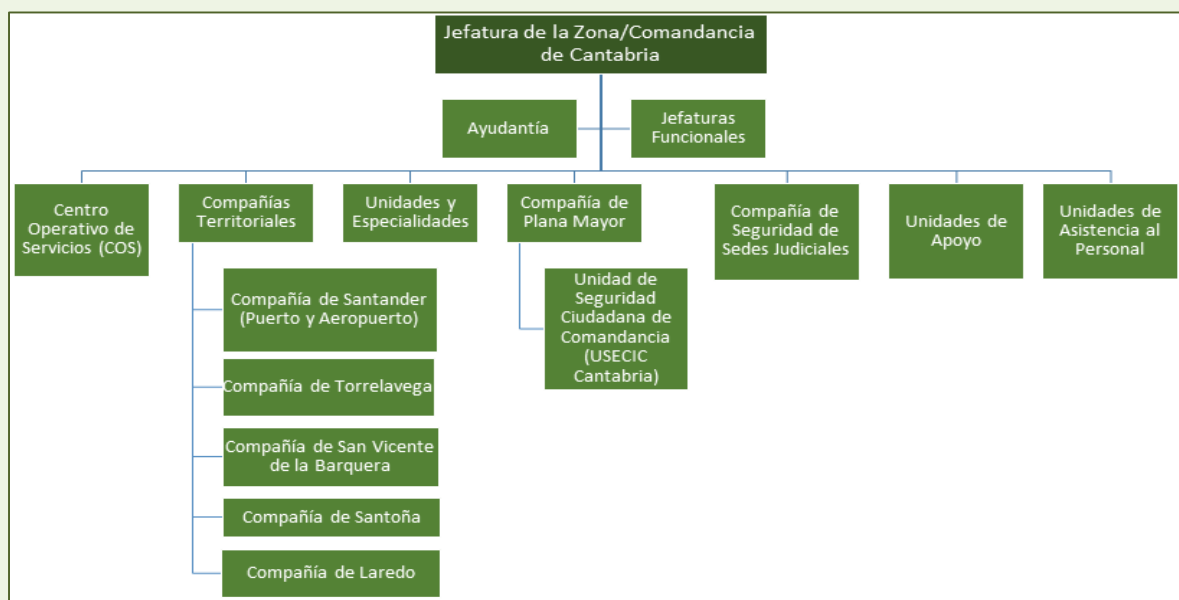 Jefatura de la Zona/Comandancia
de Cantabria
Ayudantía
Jefaturas
Funcionales
Centro
Operativo de
Servicios (COS)
Compañías
Territoriales
Unidades y
Especialidades
Compañía de
Plana Mayor
Compañía de
Seguridad de
Sedes Judiciales
Unidades de
Apoyo
Unidades de
Asistencia al
Personal
Compañía de Santander
(Puerto y Aeropuerto)
Compañía de Torrelavega
Compañía de San Vicente
de la Barquera
Compañía de Santoña
Compañía de Laredo
Unidad de
Seguridad
Ciudadana de
Comandancia
(USECIC
Cantabria)